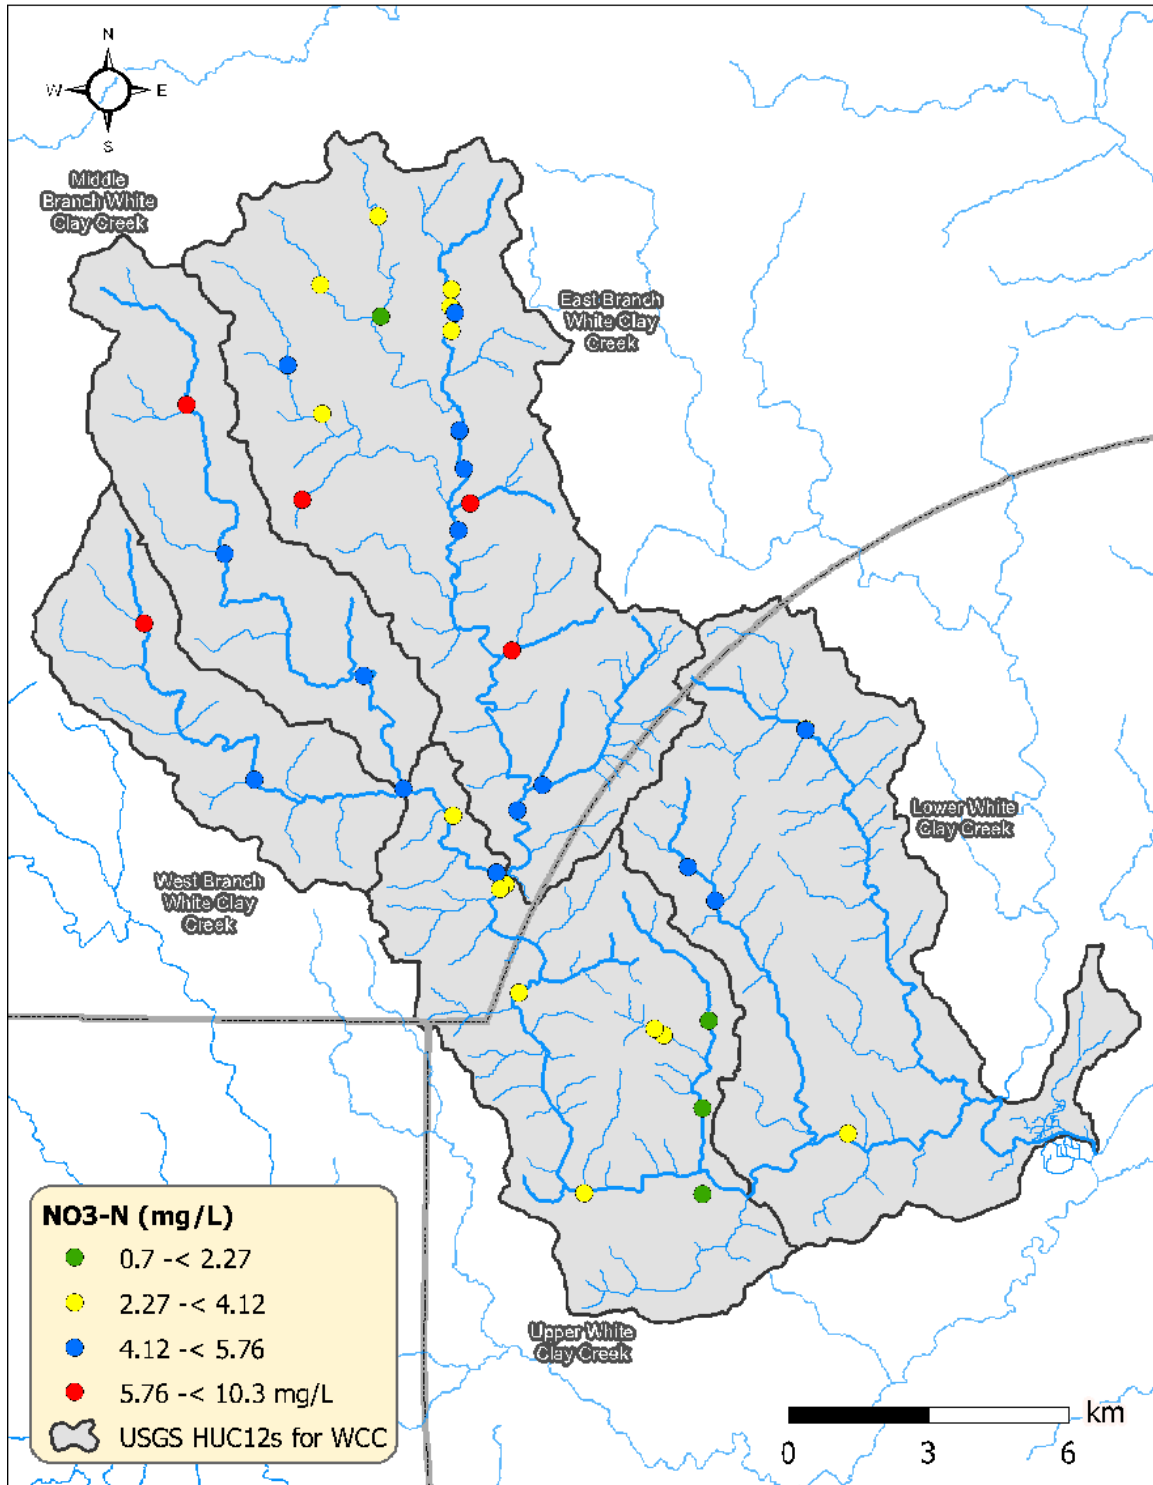 N
W
E
S
Middle
Branch White
Clay Creek
East Branch
White Clay
Creek
Lower White
Clay Creek
West Branch
White Clay
Creek
Upper White
Clay Creek
NO3-N (mg/L)
0.7 -< 2.27
2.27 -< 4.12
4.12 -< 5.76
5.76 -< 10.3 mg/L
USGS HUC12s for WCC
km
0 3 6